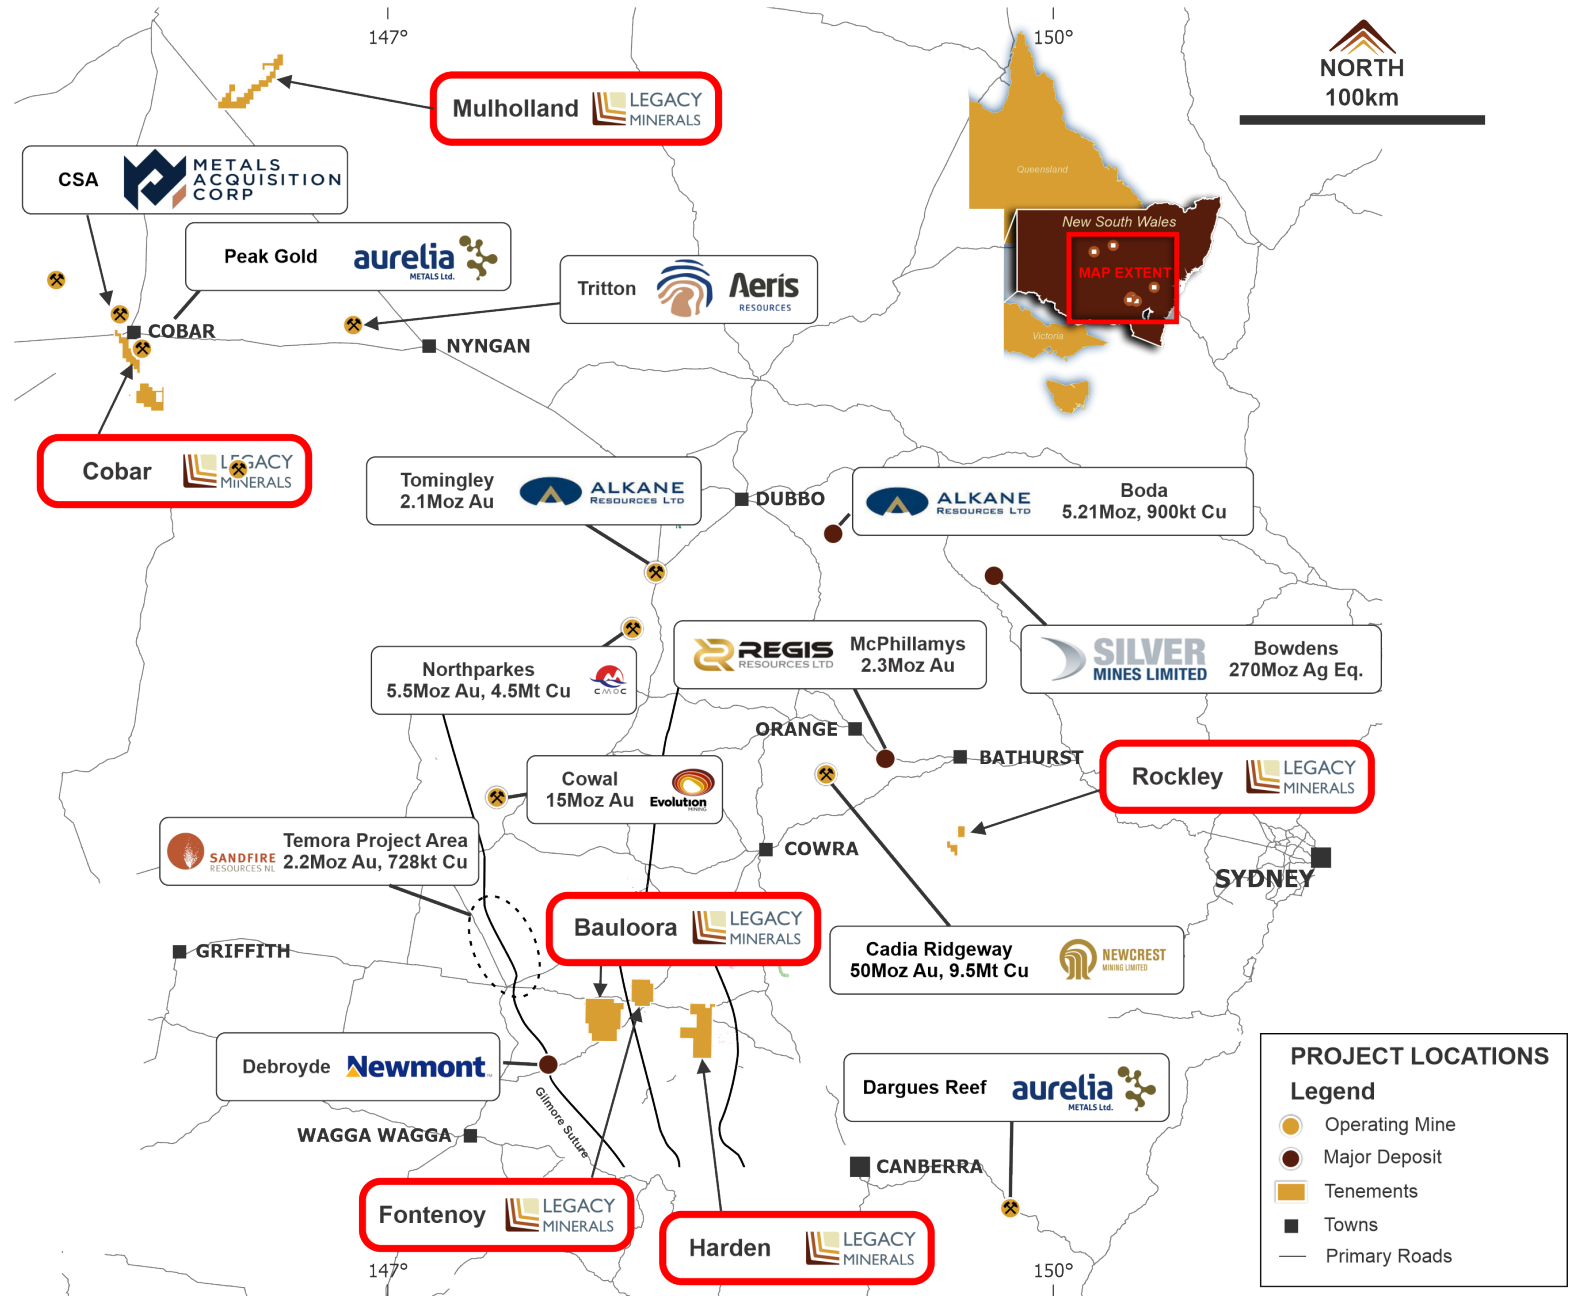 147°
150°
NORTH
100km
Mulholland
LEGACY
MINERALS
Queensland
CSA
METALS
ACQUISITION
CORP
New South Wales
MAP EXTENT
Victoria
Peak Gold
aurelia
METALS Ltd.
Tritton
Aeris
RESOURCES
COBAR
NYNGAN
Cobar
LEGACY
MINERALS
Tomingley
2.1Moz Au
ALKANE
RESOURCES LTD
DUBBO
ALKANE
RESOURCES LTD
Boda
5.21Moz, 900kt Cu
Northparkes
5.5Moz Au, 4.5Mt Cu
CMOC
REGIS
RESOURCES LTD
McPhillamys
2.3Moz Au
SILVER
MINES LIMITED
Bowdens
270Moz Ag Eq.
ORANGE
BATHURST
Rockley
LEGACY
MINERALS
Cowal
15Moz Au
Evolution
MINING
SANDFIRE
RESOURCES NL
Temora Project Area
2.2Moz Au, 728kt Cu
COWRA
SYDNEY
Bauloora
LEGACY
MINERALS
GRIFFITH
Cadia Ridgeway
50Moz Au, 9.5Mt Cu
NEWCREST
MINING LIMITED
Debroyde
Newmont
Gilmore Suture
Dargues Reef
aurelia
METALS Ltd.
WAGGA WAGGA
CANBERRA
Fontenoy
LEGACY
MINERALS
Harden
LEGACY
MINERALS
PROJECT LOCATIONS
Legend
Operating Mine
Major Deposit
Tenements
Towns
Primary Roads
147°
150°